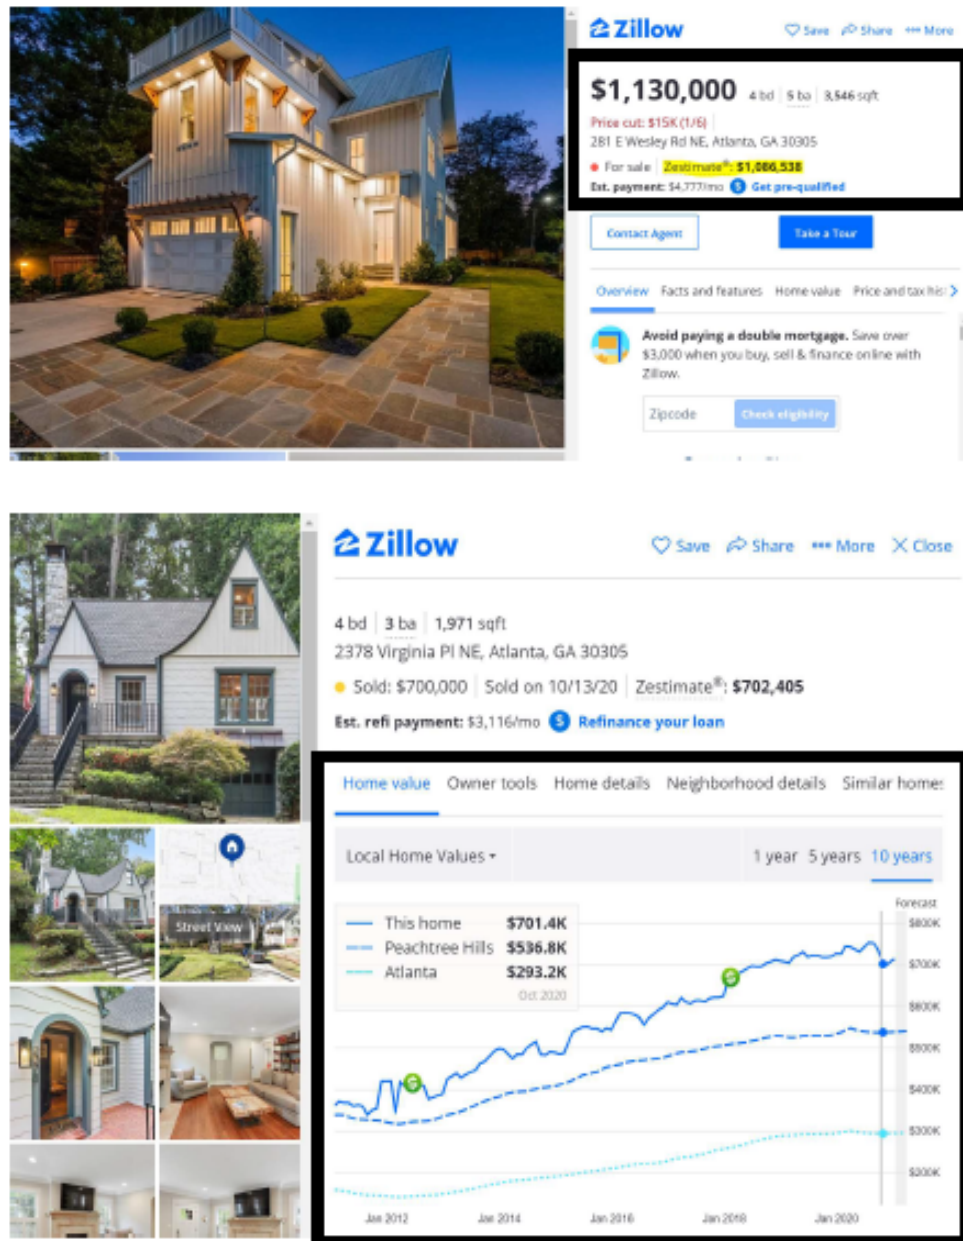 Zillow
Save Share More
$1,130,000 4 bd 5 ba 3,546 sqft
Price cut: $15K (1/6)
281 E Wesley Rd NE, Atlanta, GA 30305
For sale Zestimate®: $1,086,538
Est. payment: $4,777/mo $ Get pre-qualified
Contact Agent Take a Tour
Overview Facts and features Home value Price and tax his
Avoid paying a double mortgage. Save over
$3,000 when you buy, sell & finance online with
Zillow.
Zipcode Check eligibility
Zillow
Save Share More Close
4 bd 3 ba 1,971 sqft
2378 Virginia Pl NE, Atlanta, GA 30305
Sold: $700,000 Sold on 10/13/20 Zestimate®: $702,405
Est. refi payment: $3,116/mo $ Refinance your loan
Home value Owner tools Home details Neighborhood details Similar homes
Local Home Values 1 year 5 years 10 years
Forecast
This home $701.4K
Peachtree Hills $536.8K
Atlanta $293.2K
Oct 2020
$800K
$700K
$600K
$500K
$400K
$300K
$200K
Jan 2012 Jan 2014 Jan 2016 Jan 2018 Jan 2020
Street View